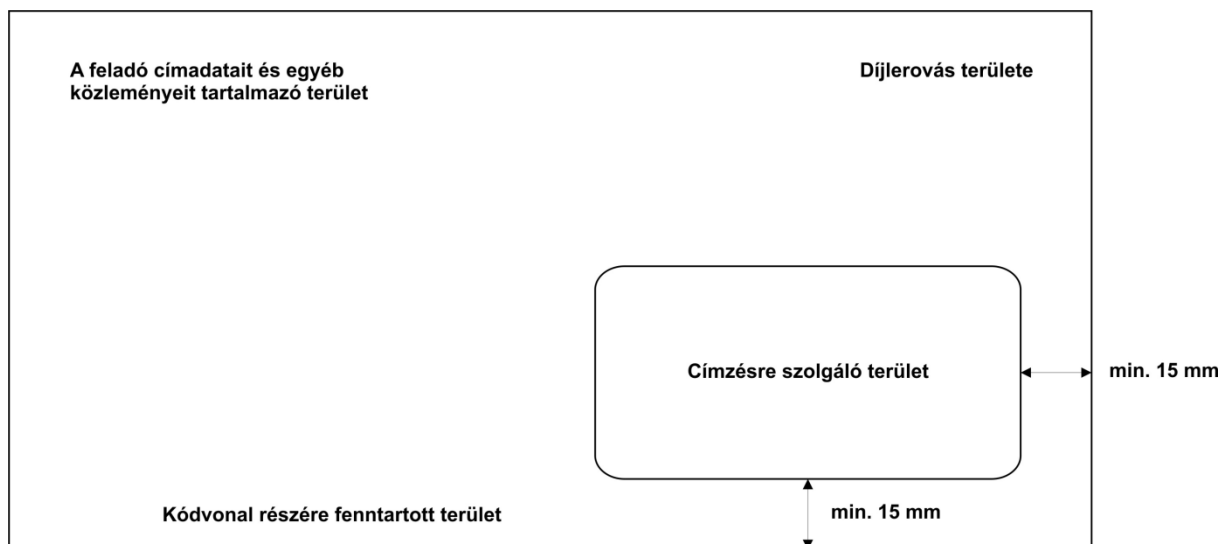 A feladó címadatait és egyéb
közleményeit tartalmazó terület
Díjlerovás területe
Címzésre szolgáló terület
min. 15 mm
Kódvonal részére fenntartott terület
min. 15 mm